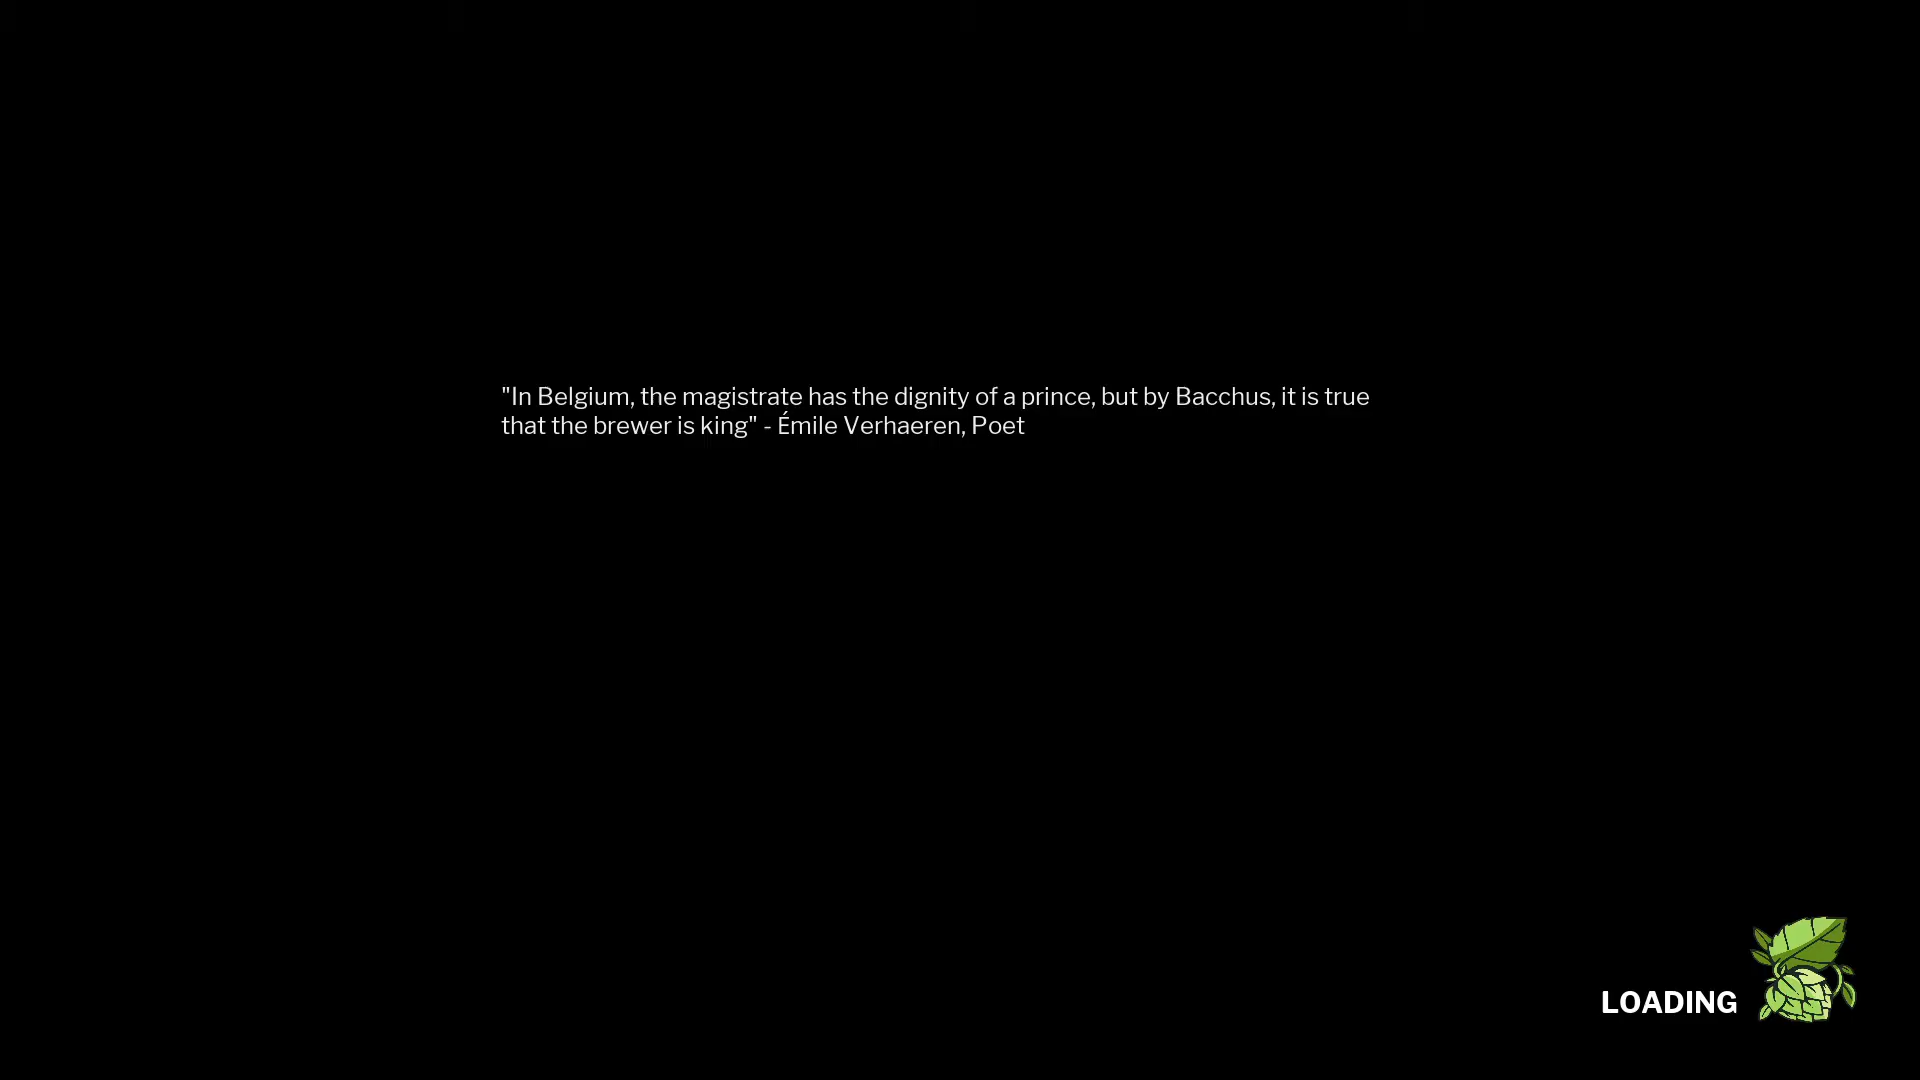 "In Belgium, the magistrate has the dignity of a prince, but by Bacchus, it is true
that the brewer is king" - Émile Verhaeren, Poet
LOADING